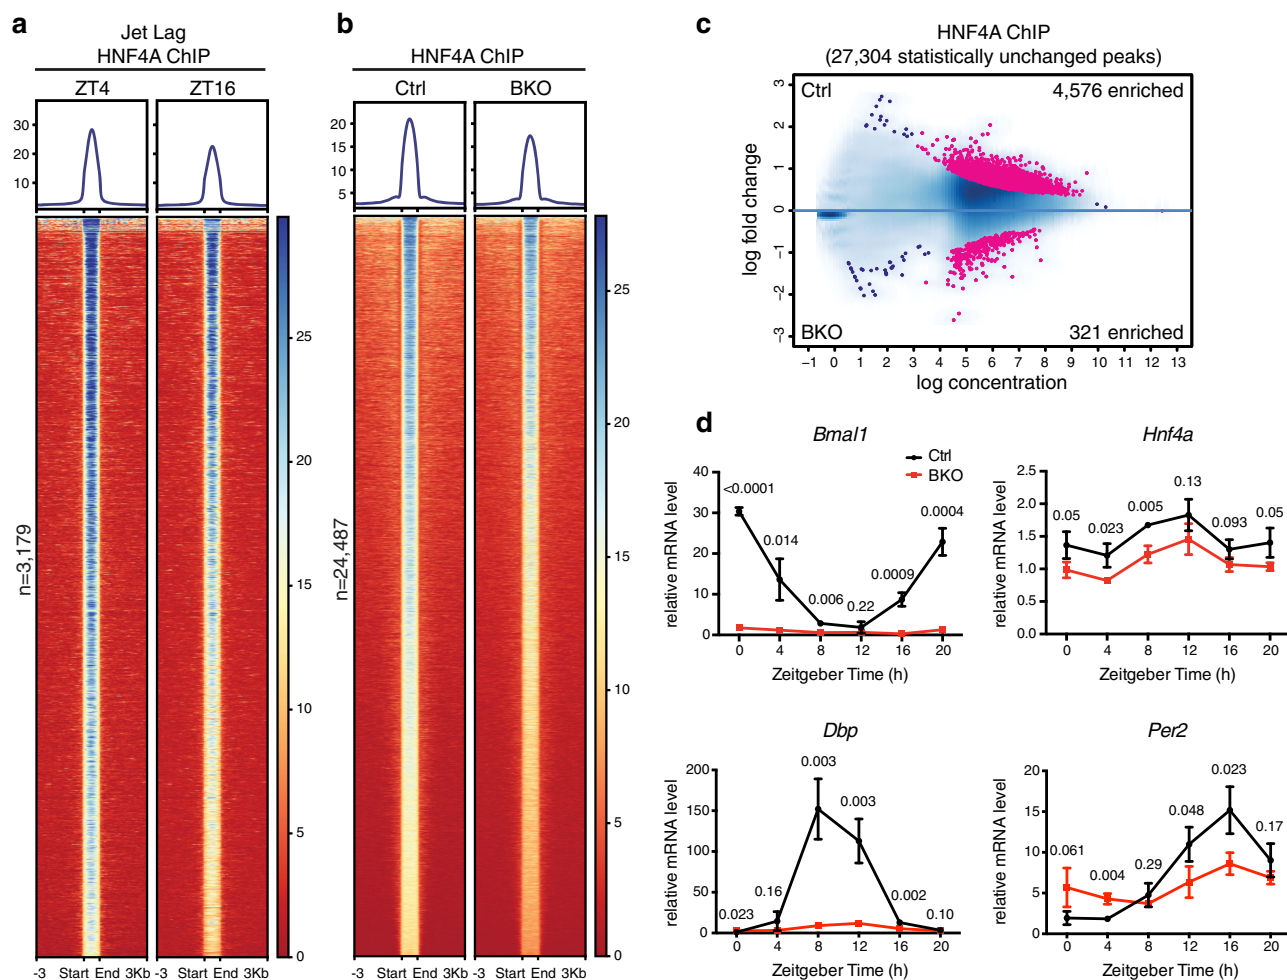 a
Jet Lag
HNF4A ChIP
ZT4
ZT16
30
20
10
n=3,179
25
20
15
10
5
0
-3 Start End 3Kb
-3 Start End 3Kb
b
HNF4A ChIP
Ctrl
BKO
20
15
10
5
n=24,487
25
20
15
10
5
0
-3 Start End 3Kb
-3 Start End 3Kb
c
HNF4A ChIP
(27,304 statistically unchanged peaks)
Ctrl
4,576 enriched
BKO
321 enriched
log fold change
3
2
1
0
−1
−2
−3
−1 0 1 2 3 4 5 6 7 8 9 10 11 12 13
log concentration
d
Bmal1
Ctrl
BKO
relative mRNA level
40
30
20
10
0
<0.0001
0.014
0.006
0.22
0.0009
0.0004
0 4 8 12 16 20
Zeitgeber Time (h)
Hnf4a
relative mRNA level
2.5
2.0
1.5
1.0
0.5
0.0
0.05
0.023
0.005
0.13
0.093
0.05
0 4 8 12 16 20
Zeitgeber Time (h)
Dbp
relative mRNA level
200
150
100
50
0
0.023
0.16
0.003
0.003
0.002
0.10
0 4 8 12 16 20
Zeitgeber Time (h)
Per2
relative mRNA level
20
15
10
5
0
0.061
0.004
0.29
0.048
0.023
0.17
0 4 8 12 16 20
Zeitgeber Time (h)